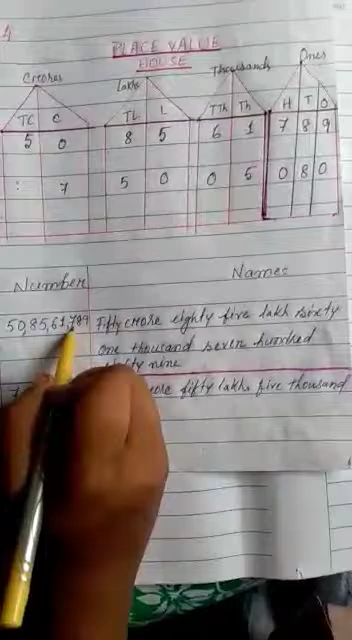 PLACE VALUE
HOUSE
Crores Lakhs Thousands Ones
TC C TL L TTh Th H T O
5 0 8 5 6 1 7 8 9
7 5 0 0 5 0 8 0
Number Names
50,85,61,789 Fifty crore eighty five lakh sixty
one thousand seven hundred
nine
fifty lakh five thousand